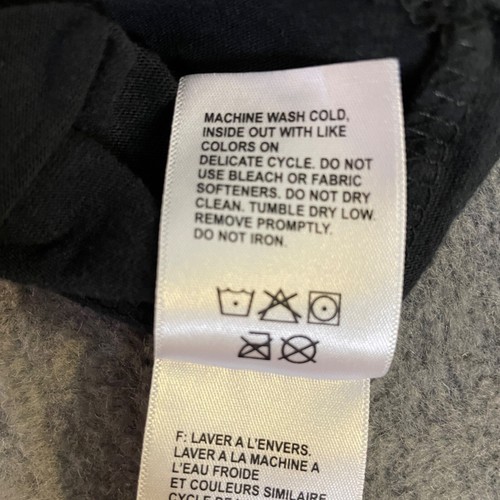 MACHINE WASH COLD,
INSIDE OUT WITH LIKE
COLORS ON
DELICATE CYCLE. DO NOT
USE BLEACH OR FABRIC
SOFTENERS. DO NOT DRY
CLEAN. TUMBLE DRY LOW.
REMOVE PROMPTLY.
DO NOT IRON.
F: LAVER A L'ENVERS.
LAVER A LA MACHINE A
L'EAU FROIDE
ET COULEURS SIMILAIRE